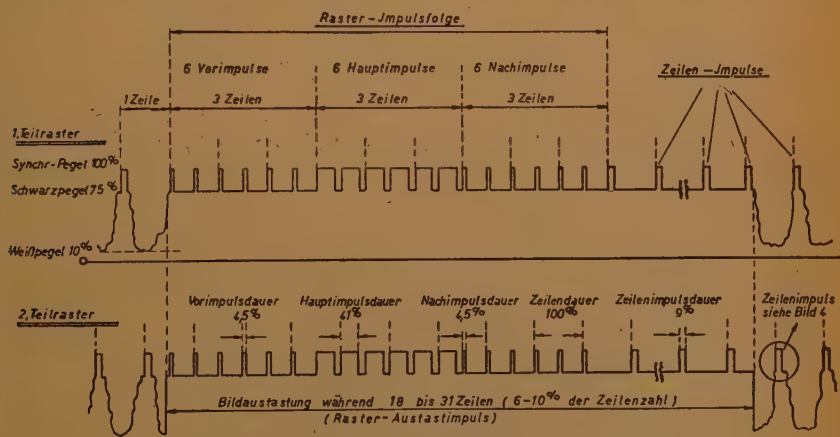 Raster-Jmpulsfolge
6 Vorimpulse
6 Hauptimpulse
6 Nachimpulse
Zeilen-Jmpulse
1Zeile
3 Zeilen
3 Zeilen
3 Zeilen
1.Teilraster
Synchr-Pegel 100%
Schwarzpegel 75%
Weißpegel 10%
2.Teilraster
Vorimpulsdauer
4,5%
Hauptimpulsdauer
41%
Nachimpulsdauer
4,5%
Zeilendauer
100%
Zeilenimpulsdauer
9%
Zeilenimpuls
siehe Bild 4
Bildaustastung während 18 bis 31 Zeilen (6-10% der Zeilenzahl)
(Raster-Austastimpuls)